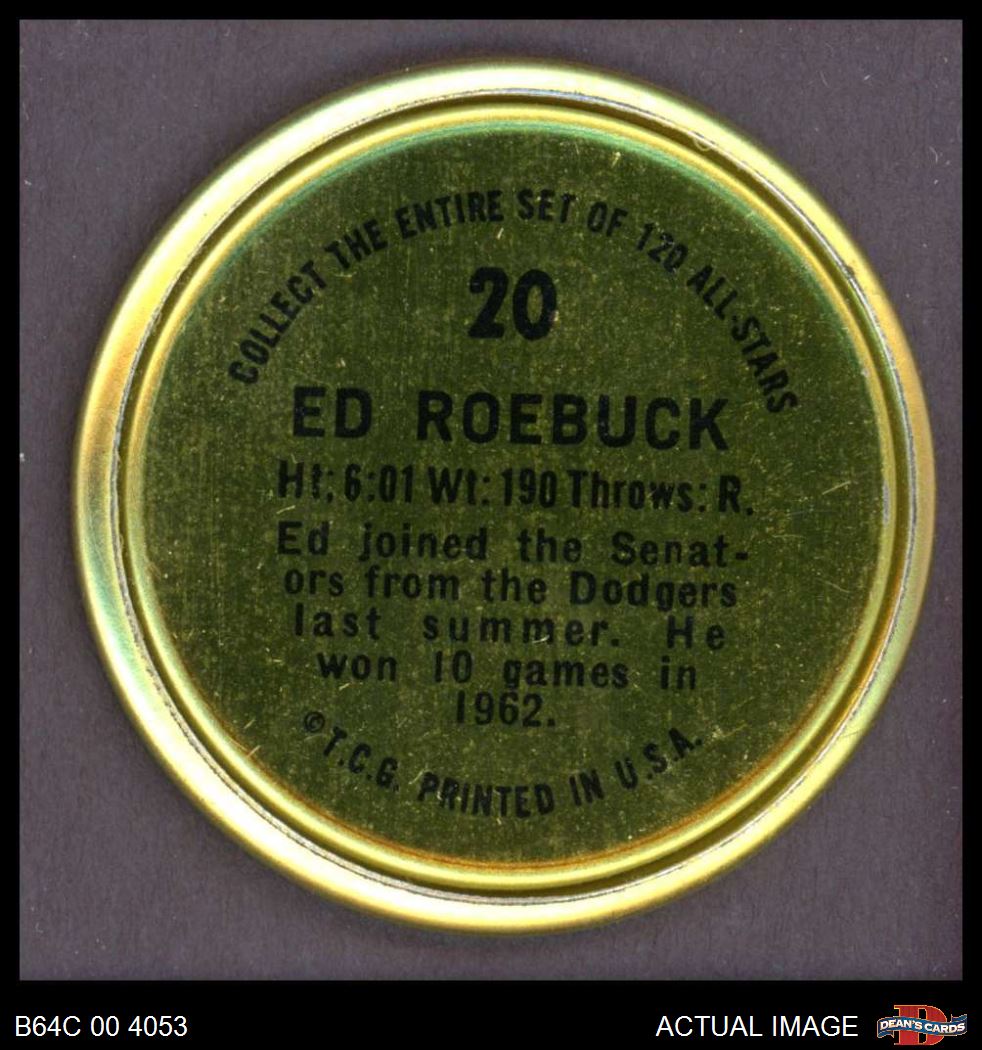 COLLECT THE ENTIRE SET OF 120 ALL-STARS
20
ED ROEBUCK
Ht: 6:01 Wt: 190 Throws: R.
Ed joined the Senat-
ors from the Dodgers
last summer. He
won 10 games in
1962.
© T.C.G. PRINTED IN U.S.A.
B64C 00 4053
ACTUAL IMAGE
D
DEAN'S CARDS